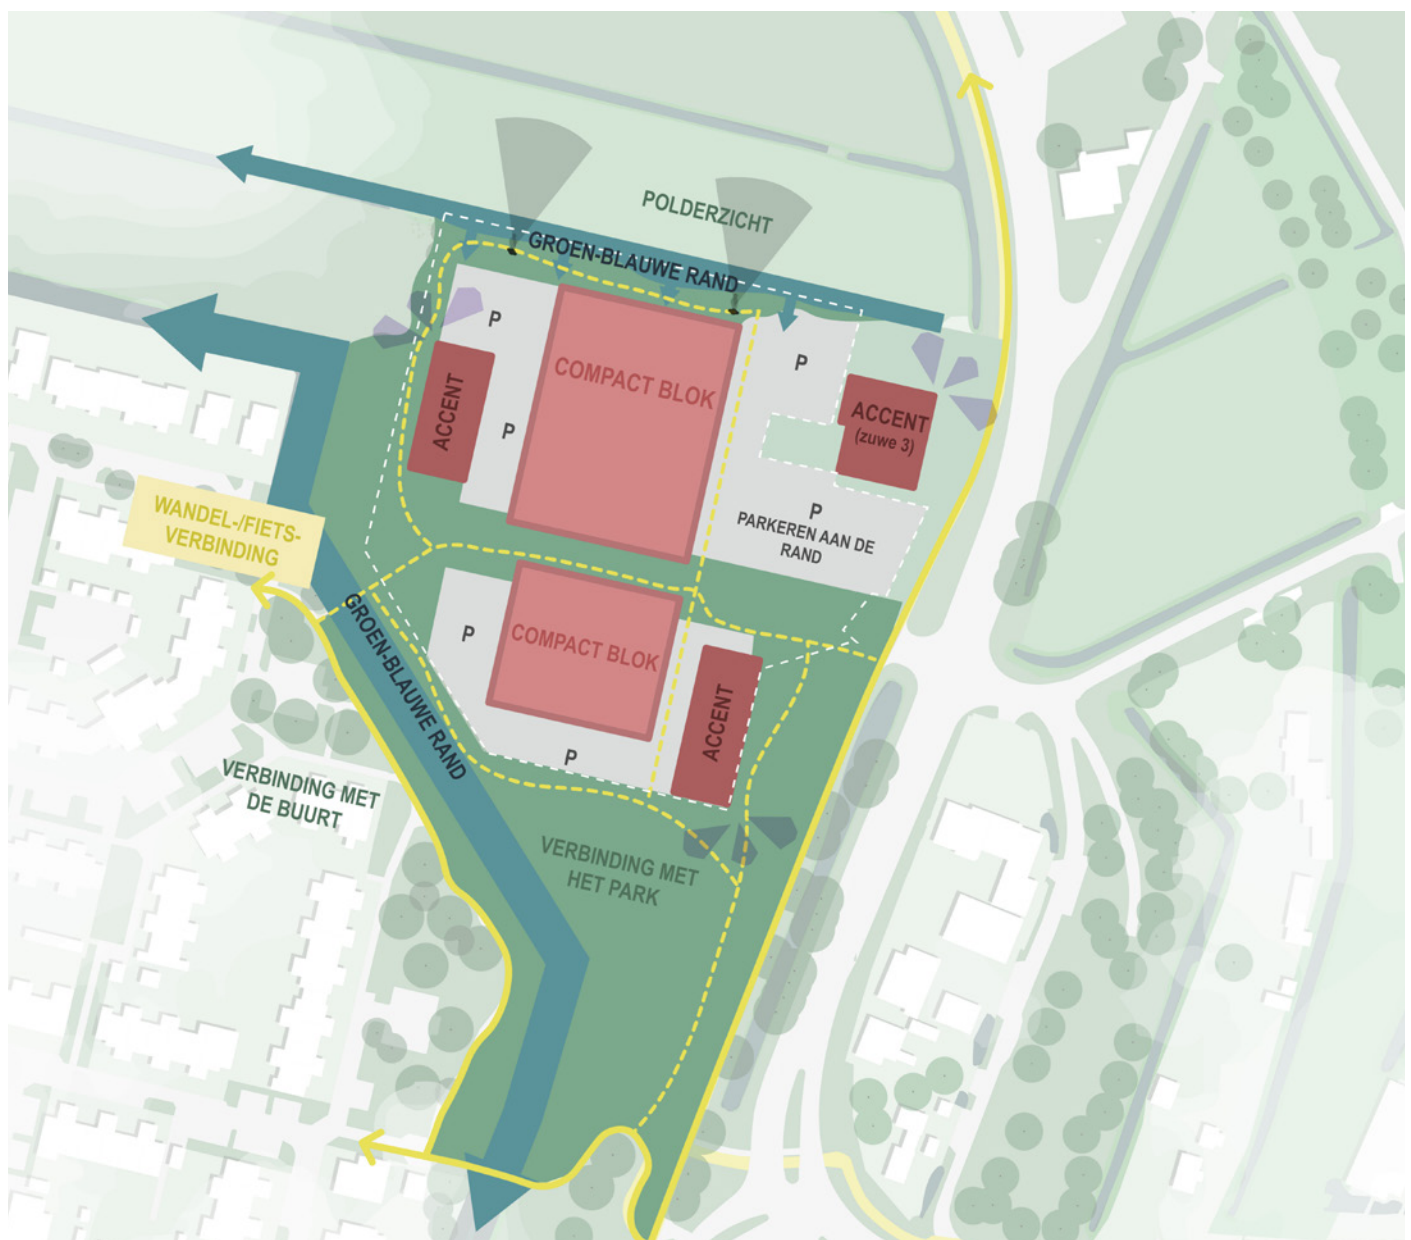 POLDERZICHT
GROEN-BLAUWE RAND
P
P
COMPACT BLOK
ACCENT
P
ACCENT
(zuwe 3)
P
PARKEREN AAN DE
RAND
WANDEL-/FIETS-
VERBINDING
GROEN-BLAUWE RAND
P
COMPACT BLOK
ACCENT
P
VERBINDING MET
DE BUURT
VERBINDING MET
HET PARK